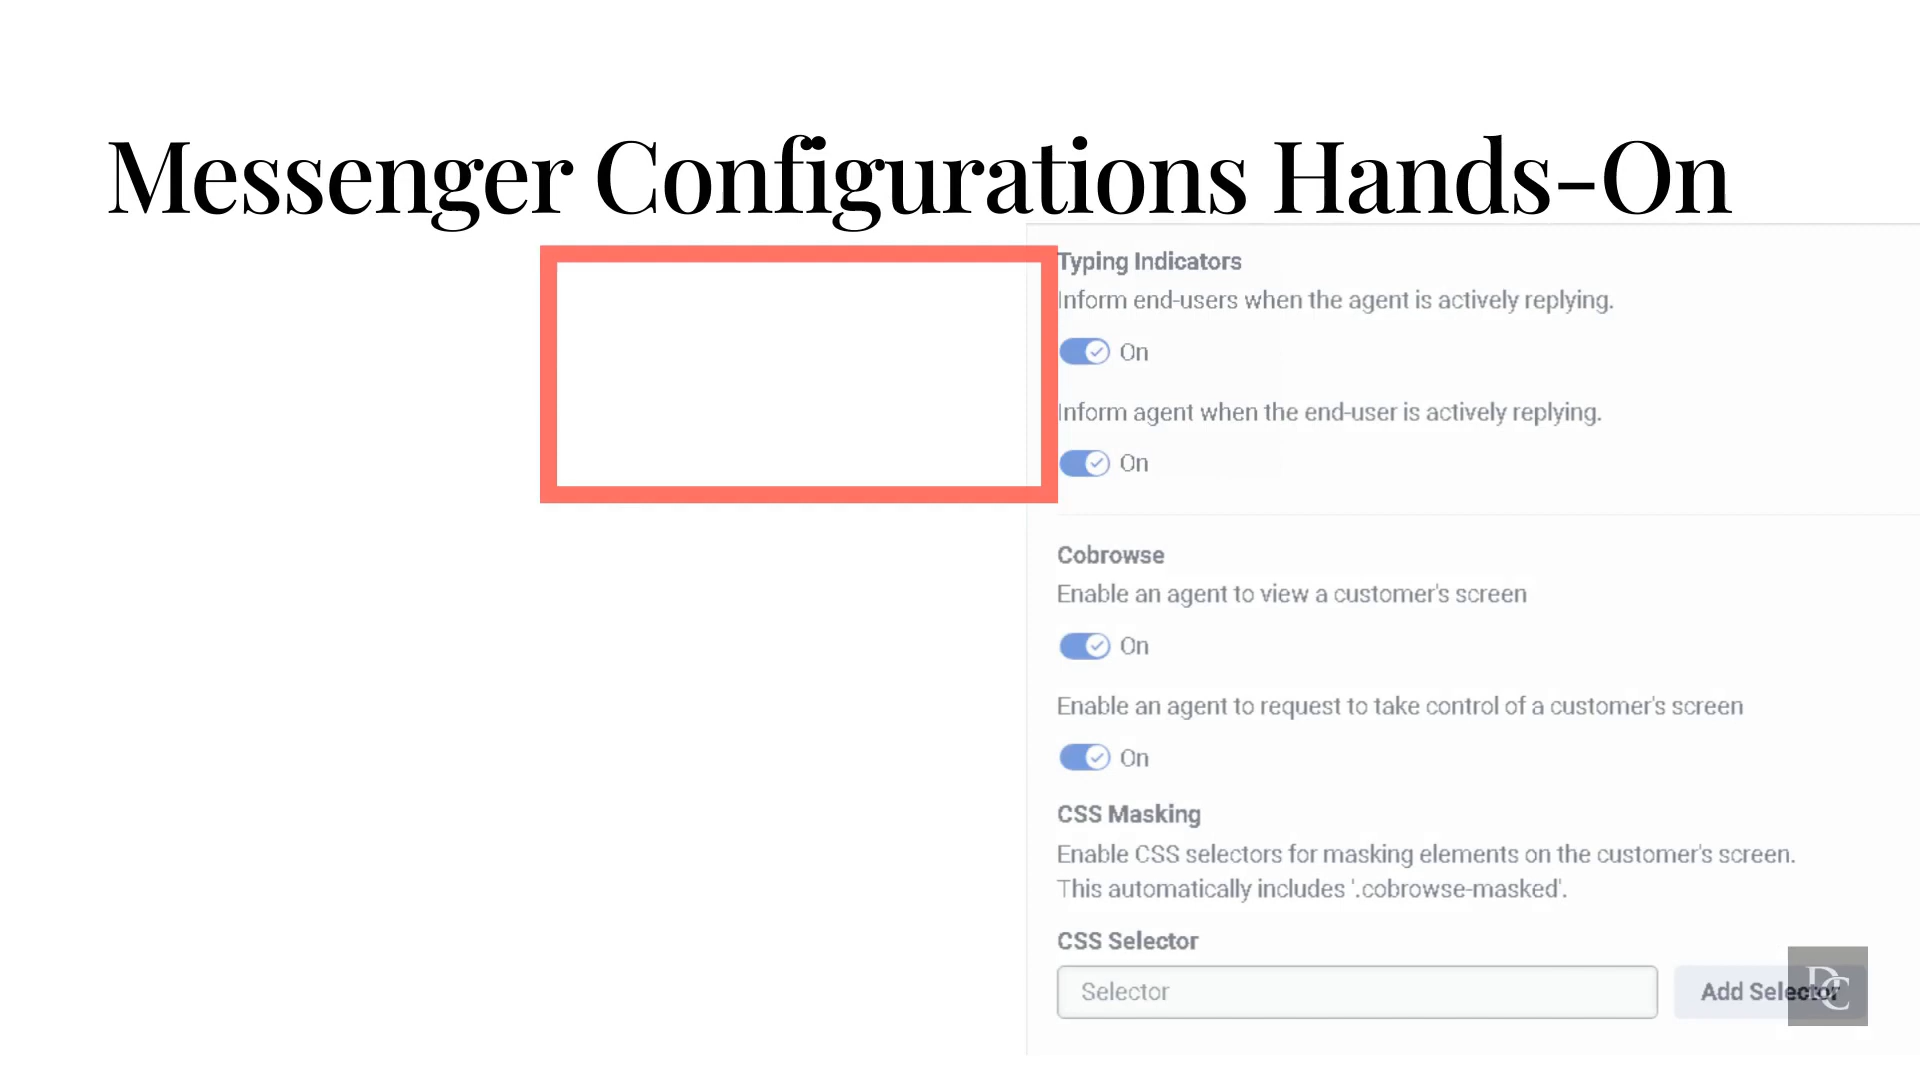 Messenger Configurations Hands-On
Typing Indicators
Inform end-users when the agent is actively replying.
On
Inform agent when the end-user is actively replying.
On
Cobrowse
Enable an agent to view a customer's screen
On
Enable an agent to request to take control of a customer's screen
On
CSS Masking
Enable CSS selectors for masking elements on the customer's screen.
This automatically includes '.cobrowse-masked'.
CSS Selector
Selector
Add Selector
DC